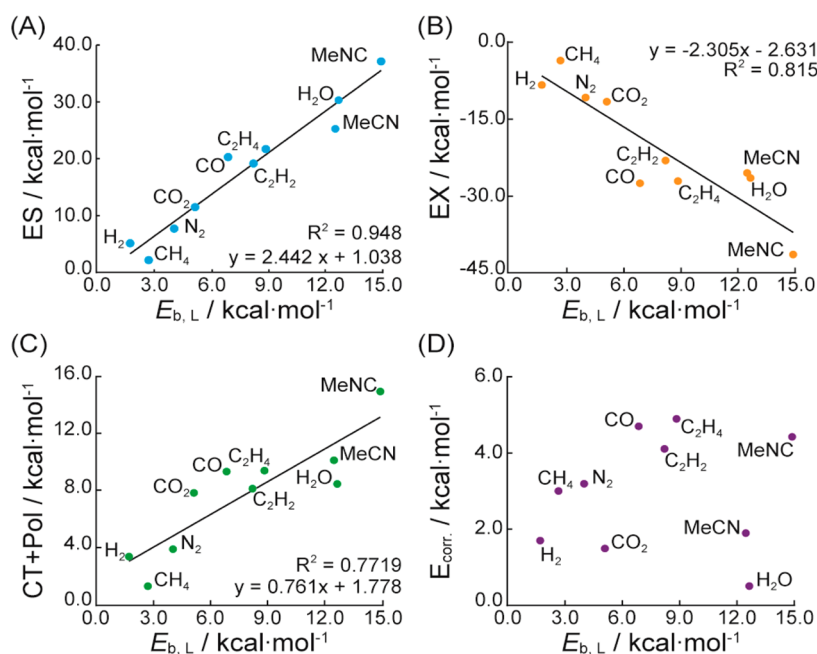 (A)
40.0
30.0
20.0
10.0
0.0
ES / kcal·mol⁻¹
MeNC
H₂O
MeCN
C₂H₄
CO
C₂H₂
CO₂
N₂
H₂
CH₄
R² = 0.948
y = 2.442 x + 1.038
0.0 3.0 6.0 9.0 12.0 15.0
E_b, L / kcal·mol⁻¹
(B)
0.0
-15.0
-30.0
-45.0
EX / kcal·mol⁻¹
y = -2.305x - 2.631
R² = 0.815
CH₄
H₂
N₂
CO₂
C₂H₂
MeCN
CO
C₂H₄
H₂O
MeNC
0.0 3.0 6.0 9.0 12.0 15.0
E_b, L / kcal·mol⁻¹
(C)
16.0
12.0
8.0
4.0
0.0
CT+Pol / kcal·mol⁻¹
MeNC
C₂H₄
CO
MeCN
CO₂
H₂O
C₂H₂
N₂
H₂
CH₄
R² = 0.7719
y = 0.761x + 1.778
0.0 3.0 6.0 9.0 12.0 15.0
E_b, L / kcal·mol⁻¹
(D)
6.0
4.0
2.0
0.0
E_corr. / kcal·mol⁻¹
CO
C₂H₄
MeNC
C₂H₂
CH₄
N₂
MeCN
H₂
CO₂
H₂O
0.0 3.0 6.0 9.0 12.0 15.0
E_b, L / kcal·mol⁻¹